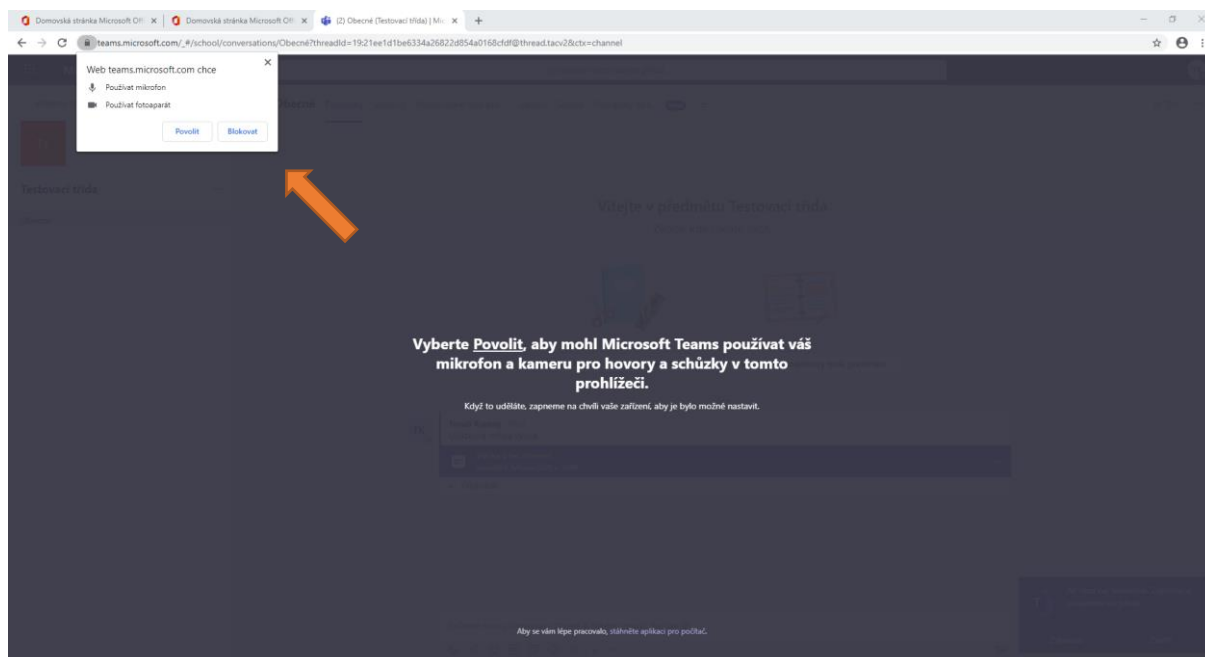 Domovská stránka Microsoft Off
Domovská stránka Microsoft Off
(2) Obecné (Testovací třída) | Mic
teams.microsoft.com/_#/school/conversations/Obecné?threadId=19:21ee1d1be6334a26822d854a0168cfdf@thread.tacv2&ctx=channel
Web teams.microsoft.com chce
Používat mikrofon
Používat fotoaparát
Povolit
Blokovat
Obecné
Testovací třída
Vítejte v předmětu Testovací třída
Vyberte Povolit, aby mohl Microsoft Teams používat váš
mikrofon a kameru pro hovory a schůzky v tomto
prohlížeči.
Když to uděláte, zapneme na chvíli vaše zařízení, aby je bylo možné nastavit.
Aby se vám lépe pracovalo, stáhněte aplikaci pro počítač.